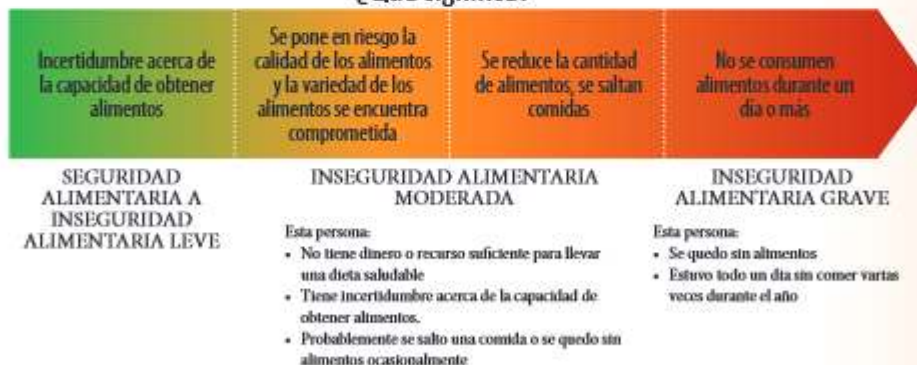 Incertidumbre acerca de
la capacidad de obtener
alimentos
Se pone en riesgo la
calidad de los alimentos
y la variedad de los
alimentos se encuentra
comprometida
Se reduce la cantidad
de alimentos, se saltan
comidas
No se consumen
alimentos durante un
día o más
SEGURIDAD
ALIMENTARIA A
INSEGURIDAD
ALIMENTARIA LEVE
INSEGURIDAD ALIMENTARIA
MODERADA
Esta persona:
• No tiene dinero o recurso suficiente para llevar
una dieta saludable
• Tiene incertidumbre acerca de la capacidad de
obtener alimentos.
• Probablemente se salto una comida o se quedo sin
alimentos ocasionalmente
INSEGURIDAD
ALIMENTARIA GRAVE
Esta persona:
• Se quedo sin alimentos
• Estuvo todo un día sin comer varias
veces durante el año